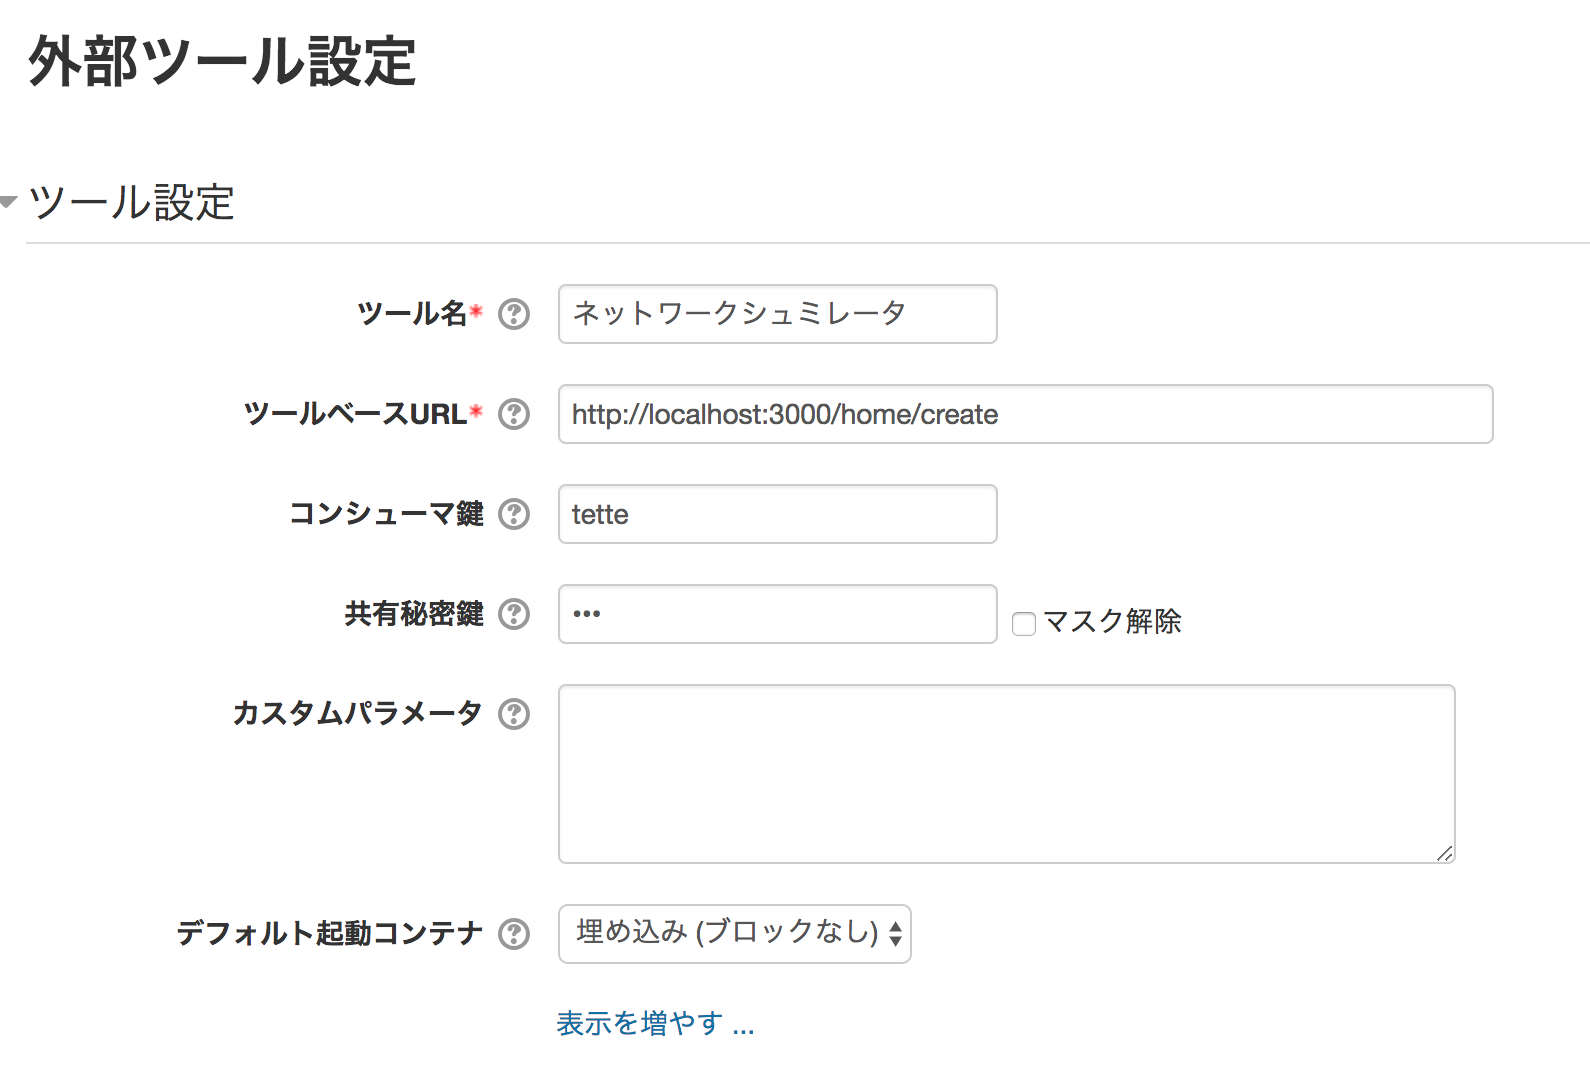 外部ツール設定
ツール設定
ツール名* ネットワークシュミレータ
ツールベースURL* http://localhost:3000/home/create
コンシューマ鍵 tette
共有秘密鍵 ••• マスク解除
カスタムパラメータ
デフォルト起動コンテナ 埋め込み (ブロックなし)
表示を増やす ...